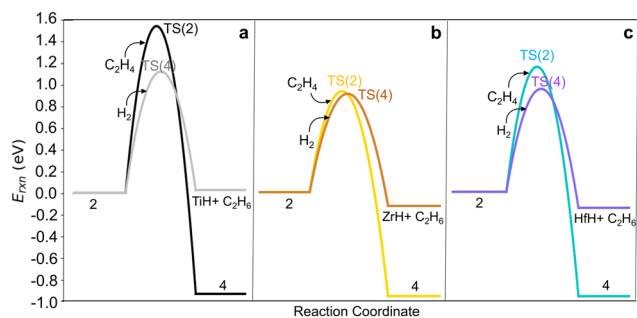 E_rxn (eV)
1.6
1.4
1.2
1.0
0.8
0.6
0.4
0.2
0.0
-0.2
-0.4
-0.6
-0.8
-1.0
a
TS(2)
C₂H₄
TS(4)
H₂
2
TiH+ C₂H₆
4
b
C₂H₄
TS(2)
TS(4)
H₂
2
ZrH+ C₂H₆
4
c
TS(2)
C₂H₄
TS(4)
H₂
2
HfH+ C₂H₆
4
Reaction Coordinate